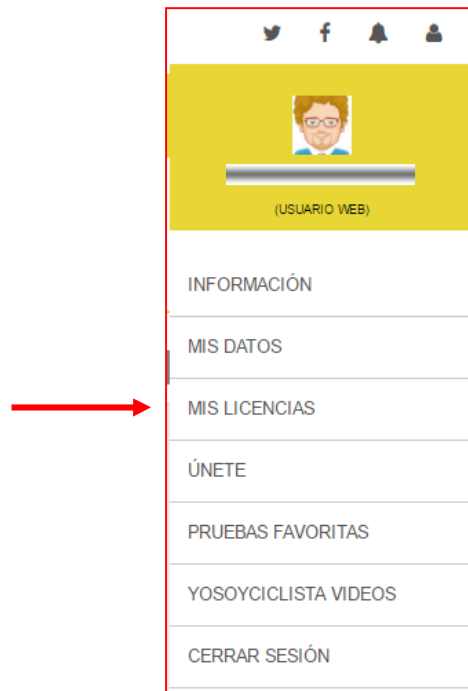 (USUARIO WEB)
INFORMACIÓN
MIS DATOS
MIS LICENCIAS
ÚNETE
PRUEBAS FAVORITAS
YOSOYCICLISTA VIDEOS
CERRAR SESIÓN